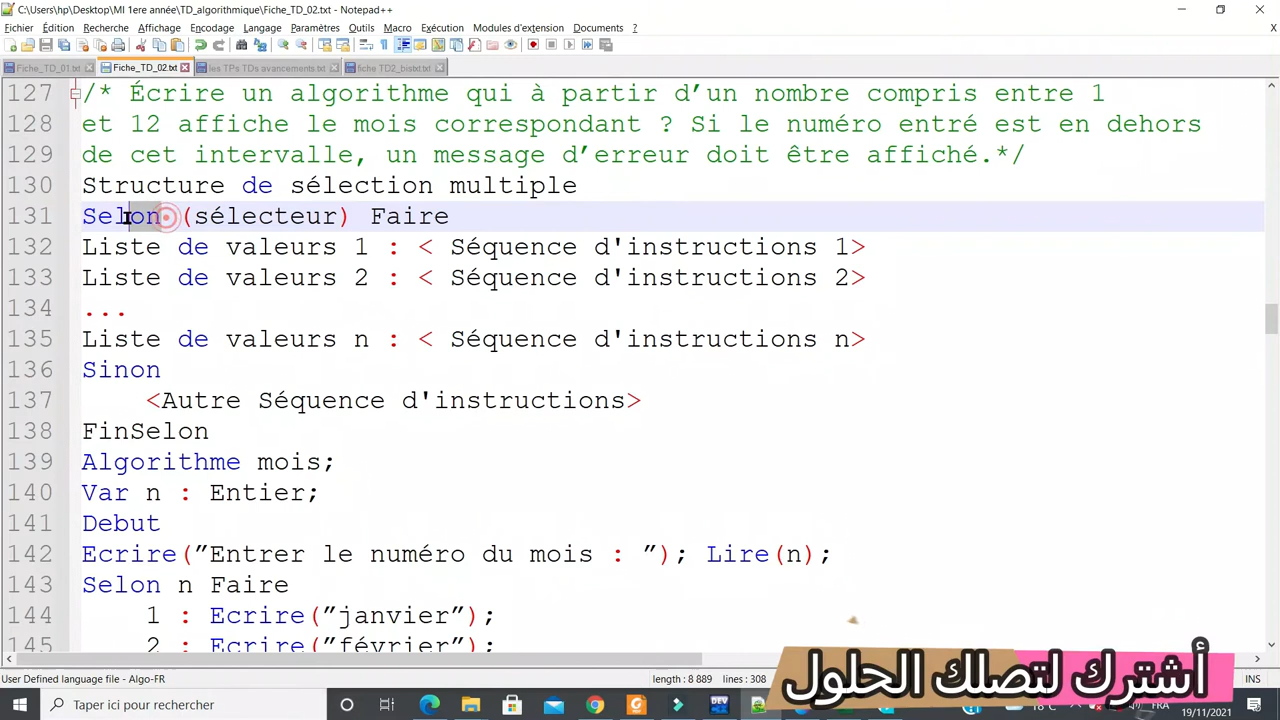 C:\Users\hp\Desktop\MI 1ere année\TD_algorithmique\Fiche_TD_02.txt - Notepad++
Fichier Édition Recherche Affichage Encodage Langage Paramètres Outils Macro Exécution Modules d'extension Documents ? X
Fiche_TD_01.txt Fiche_TD_02.txt les TPs TDs avancements.txt fiche TD2_bistxt.txt
127 /* Écrire un algorithme qui à partir d’un nombre compris entre 1
128 et 12 affiche le mois correspondant ? Si le numéro entré est en dehors
129 de cet intervalle, un message d’erreur doit être affiché.*/
130 Structure de sélection multiple
131 Selon (sélecteur) Faire
132 Liste de valeurs 1 : < Séquence d'instructions 1>
133 Liste de valeurs 2 : < Séquence d'instructions 2>
134 ...
135 Liste de valeurs n : < Séquence d'instructions n>
136 Sinon
137 <Autre Séquence d'instructions>
138 FinSelon
139 Algorithme mois;
140 Var n : Entier;
141 Debut
142 Ecrire(”Entrer le numéro du mois : ”); Lire(n);
143 Selon n Faire
144 1 : Ecrire(”janvier”);
145 2 : Ecrire(”février”);
أشترك لتصلك الحلول
User Defined language file - Algo-FR length : 8 889 lines : 308 INS
Taper ici pour rechercher
DEV
18°C FRA
19/11/2021